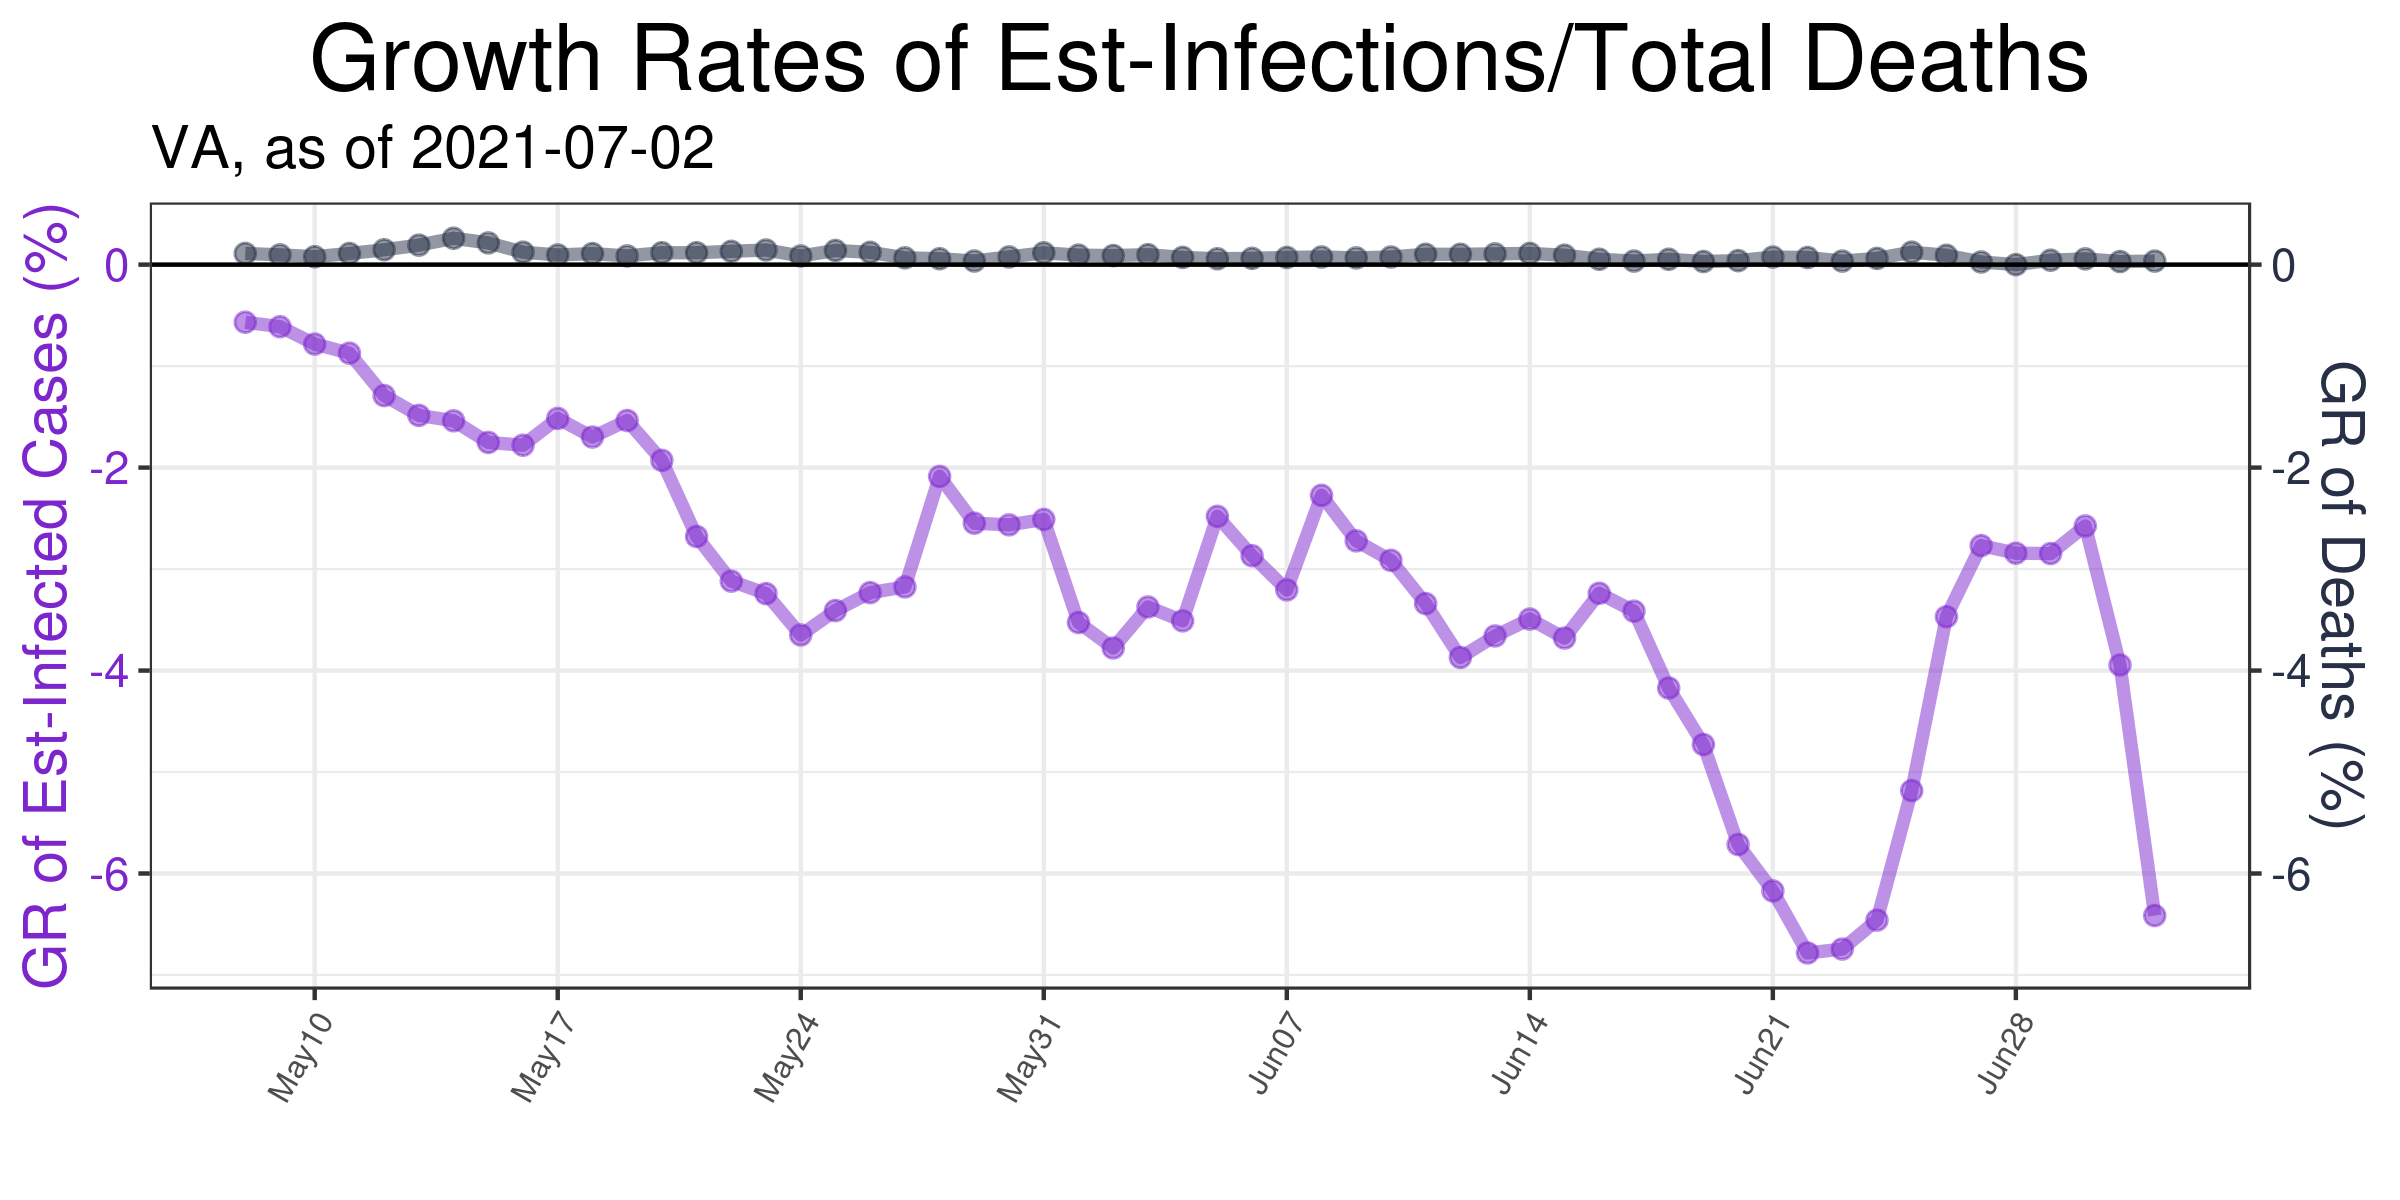 Growth Rates of Est-Infections/Total Deaths
VA, as of 2021-07-02
GR of Est-Infected Cases (%)
0
-2
-4
-6
0
-2
-4
-6
GR of Deaths (%)
May10
May17
May24
May31
Jun07
Jun14
Jun21
Jun28